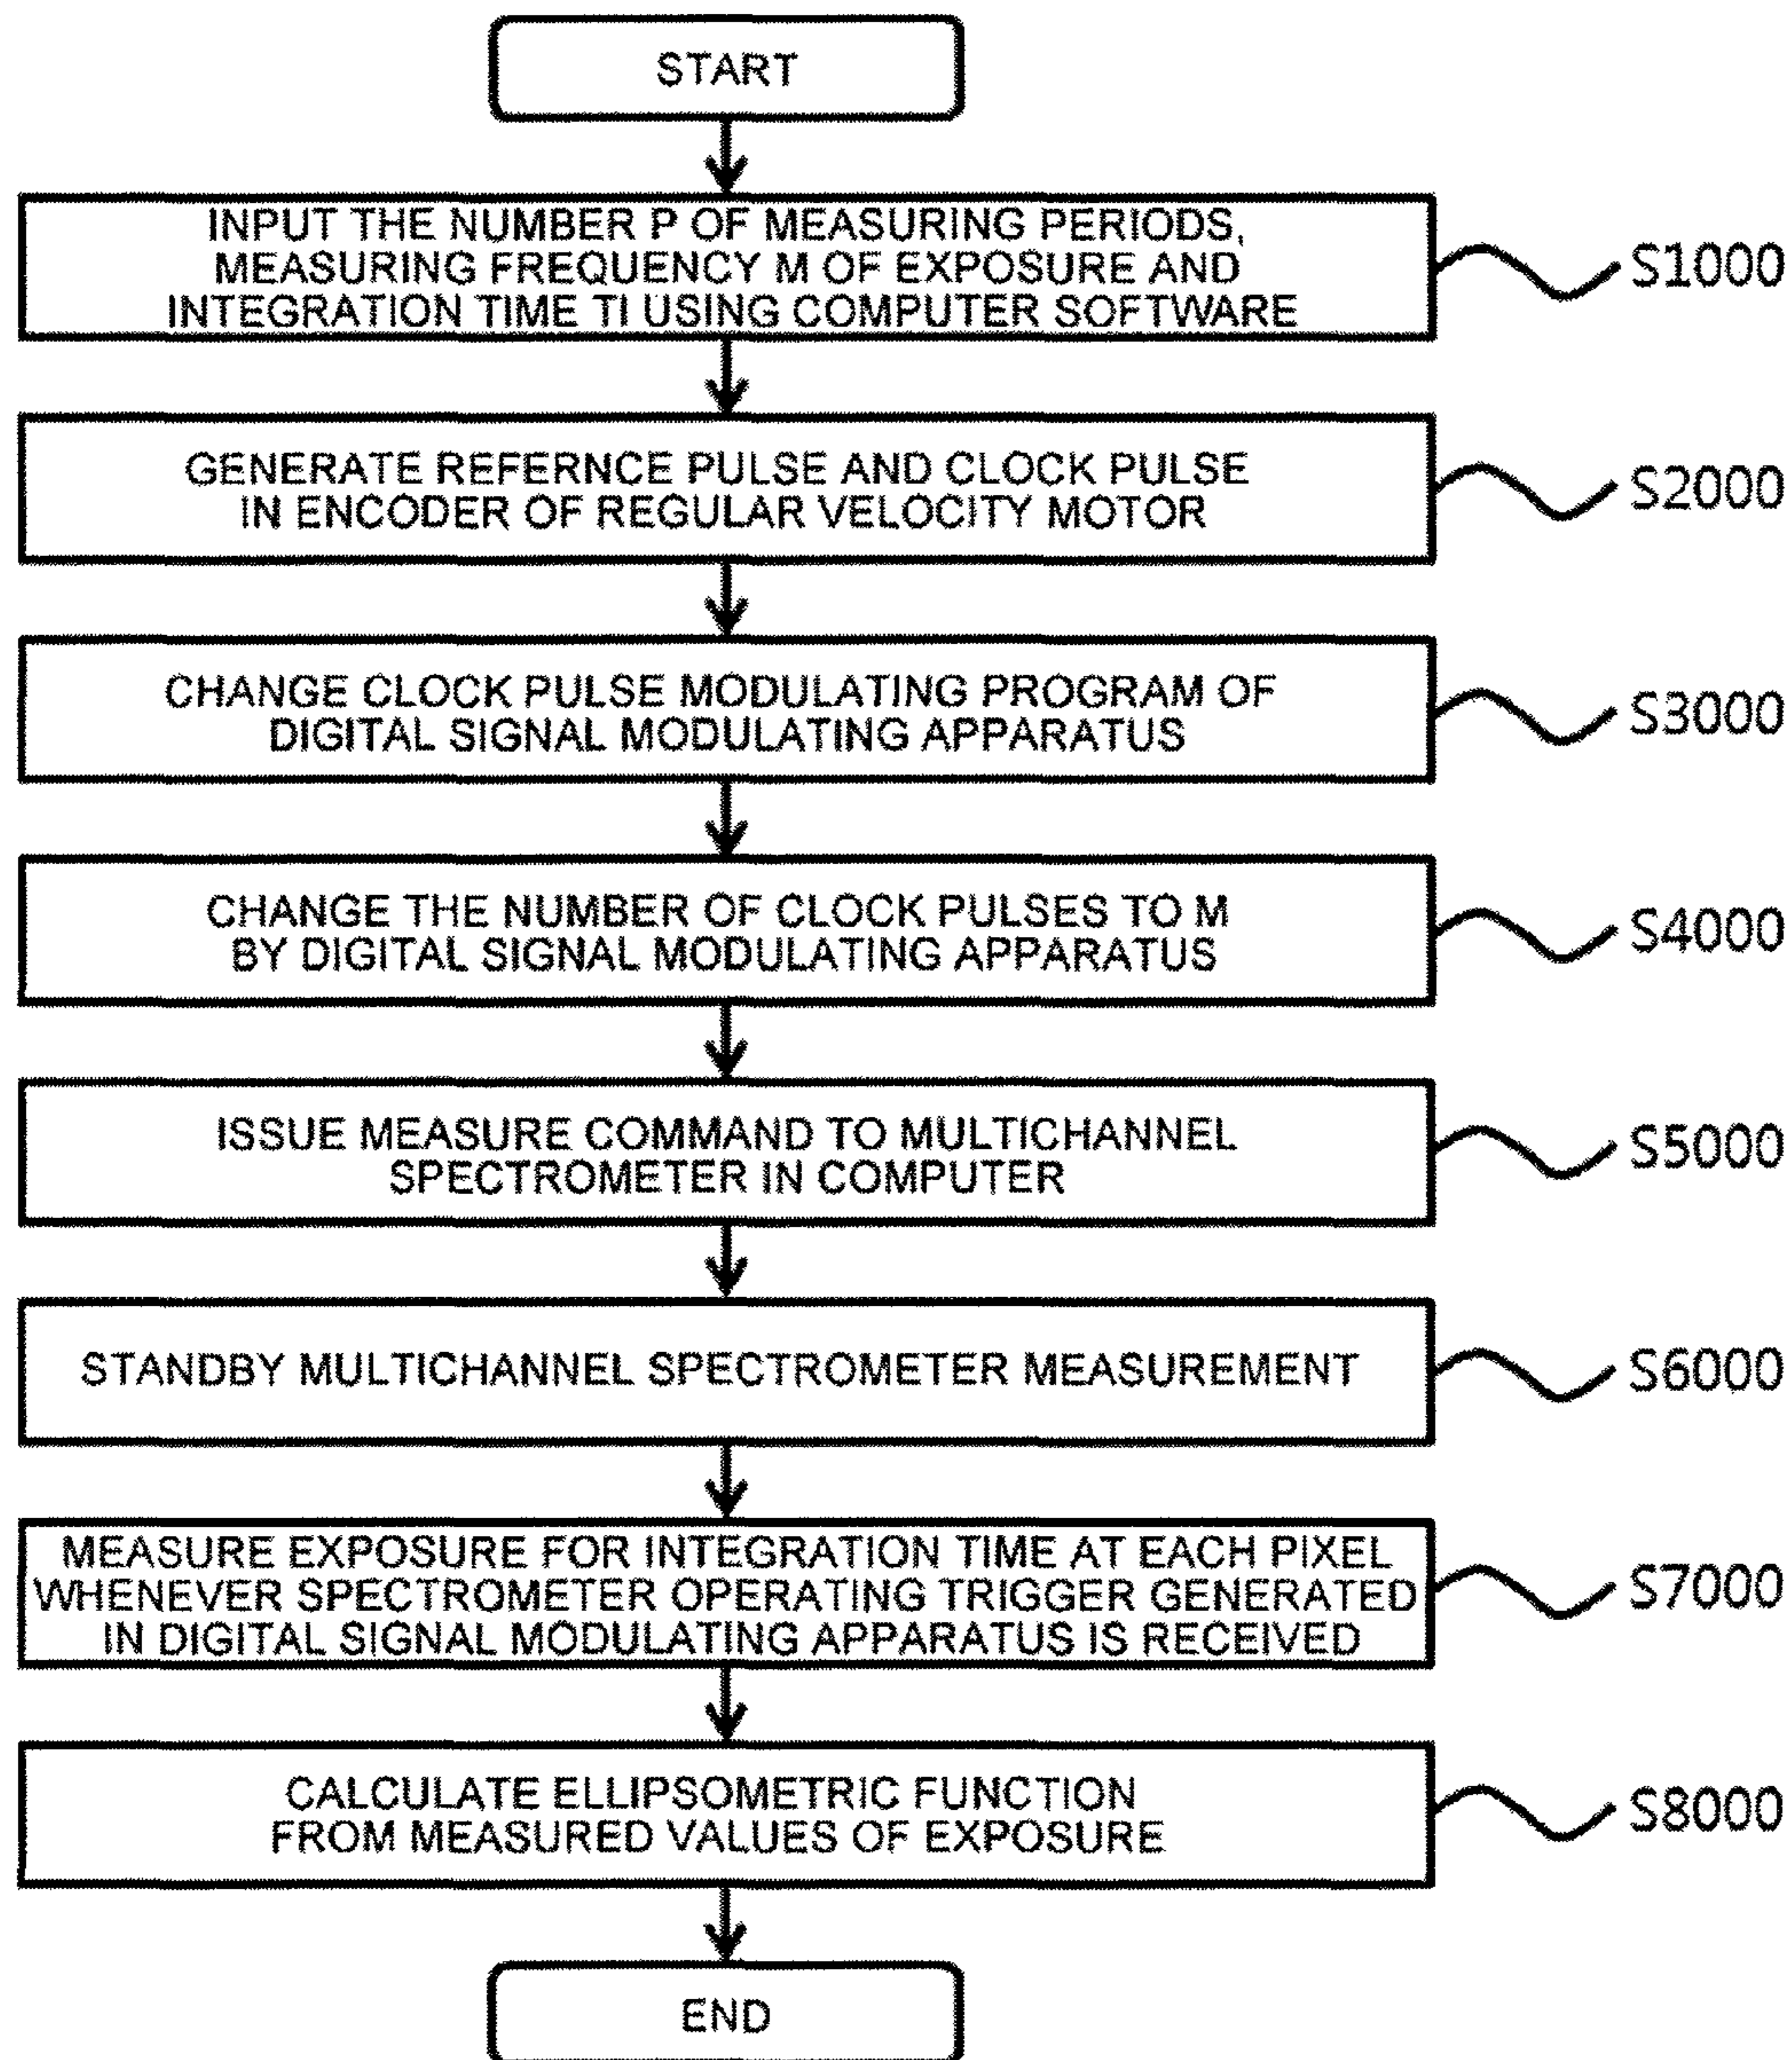 START
INPUT THE NUMBER P OF MEASURING PERIODS,
MEASURING FREQUENCY M OF EXPOSURE AND
INTEGRATION TIME TI USING COMPUTER SOFTWARE
S1000
GENERATE REFERNCE PULSE AND CLOCK PULSE
IN ENCODER OF REGULAR VELOCITY MOTOR
S2000
CHANGE CLOCK PULSE MODULATING PROGRAM OF
DIGITAL SIGNAL MODULATING APPARATUS
S3000
CHANGE THE NUMBER OF CLOCK PULSES TO M
BY DIGITAL SIGNAL MODULATING APPARATUS
S4000
ISSUE MEASURE COMMAND TO MULTICHANNEL
SPECTROMETER IN COMPUTER
S5000
STANDBY MULTICHANNEL SPECTROMETER MEASUREMENT
S6000
MEASURE EXPOSURE FOR INTEGRATION TIME AT EACH PIXEL
WHENEVER SPECTROMETER OPERATING TRIGGER GENERATED
IN DIGITAL SIGNAL MODULATING APPARATUS IS RECEIVED
S7000
CALCULATE ELLIPSOMETRIC FUNCTION
FROM MEASURED VALUES OF EXPOSURE
S8000
END